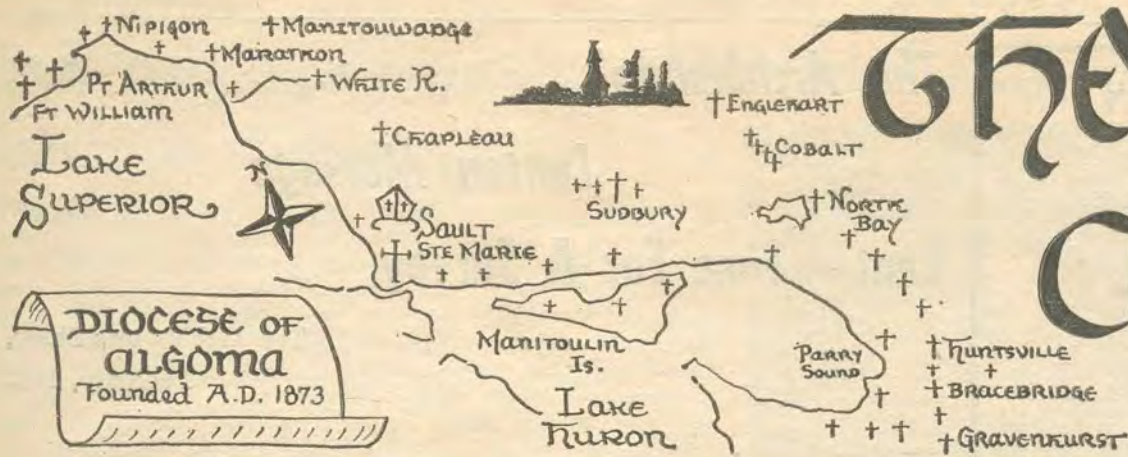 The
C
Nipigon
Manitouwadge
Marathon
White R.
Pt Arthur
Ft William
Englehart
Chapleau
Cobalt
Lake
Superior
N
Sudbury
North
Bay
Sault
Ste Marie
DIOCESE OF
ALGOMA
Founded A.D. 1873
Manitoulin
Is.
Parry
Sound
Huntsville
Bracebridge
Lake
Huron
Gravenhurst